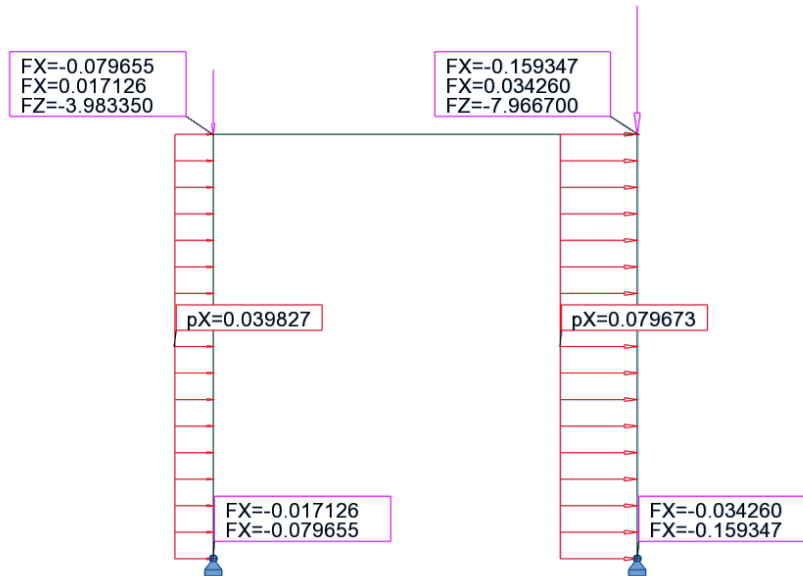 FX=-0.079655
FX=0.017126
FZ=-3.983350
FX=-0.159347
FX=0.034260
FZ=-7.966700
pX=0.039827
pX=0.079673
FX=-0.017126
FX=-0.079655
FX=-0.034260
FX=-0.159347